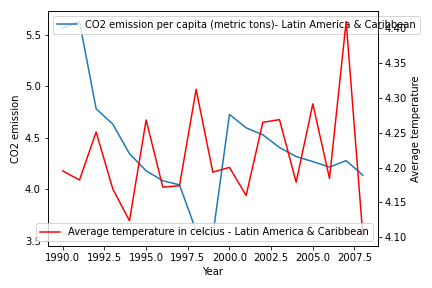 CO2 emission per capita (metric tons)- Latin America & Caribbean
5.5
5.0
4.5
4.0
3.5
CO2 emission
4.40
4.35
4.30
4.25
4.20
4.15
4.10
Average temperature
Average temperature in celcius - Latin America & Caribbean
1990.0 1992.5 1995.0 1997.5 2000.0 2002.5 2005.0 2007.5
Year